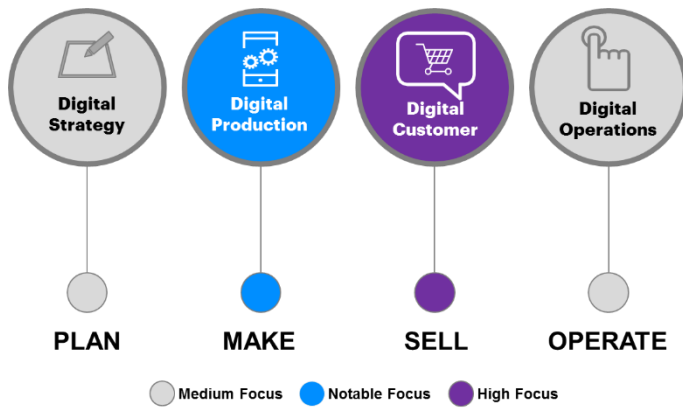 Digital
Strategy
Digital
Production
Digital
Customer
Digital
Operations
PLAN
MAKE
SELL
OPERATE
Medium Focus
Notable Focus
High Focus